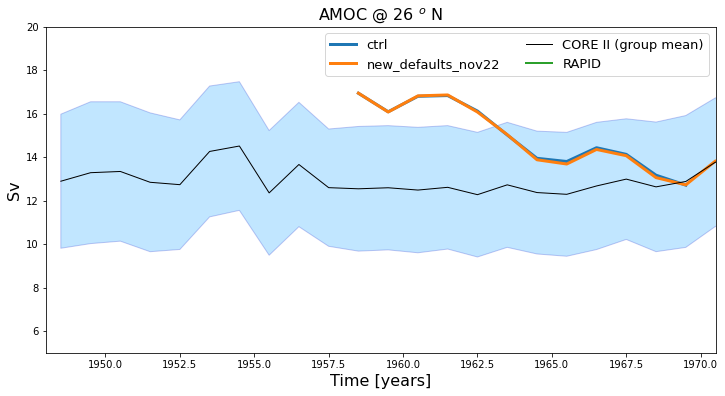 AMOC @ 26 ° N
ctrl
new_defaults_nov22
CORE II (group mean)
RAPID
20
18
16
14
12
10
8
6
Sv
1950.0 1952.5 1955.0 1957.5 1960.0 1962.5 1965.0 1967.5 1970.0
Time [years]